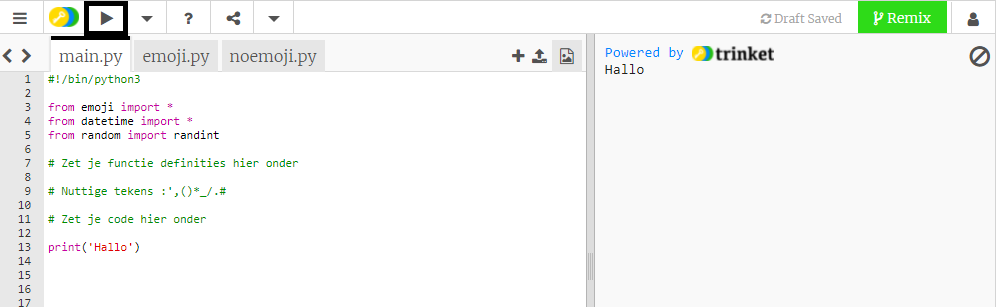 Draft Saved
Remix
main.py
emoji.py
noemoji.py
1 #!/bin/python3
2
3 from emoji import *
4 from datetime import *
5 from random import randint
6
7 # Zet je functie definities hier onder
8
9 # Nuttige tekens :',()*_/.#
10
11 # Zet je code hier onder
12
13 print('Hallo')
14
15
16
17
Powered by trinket
Hallo